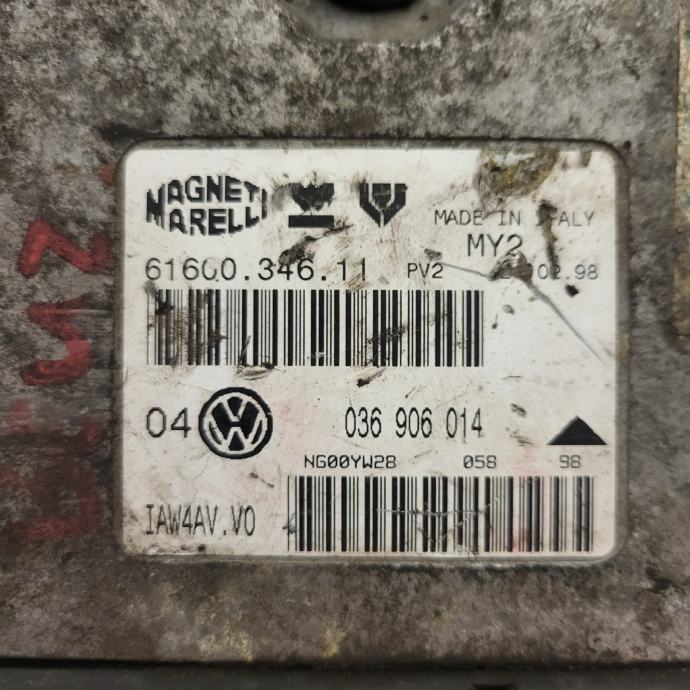 MAGNETI
MARELLI
MADE IN ITALY
MY2
61600.346.11 PV2 02.98
04 036 906 014
NG00YW28 058 98
IAW4AV.V0